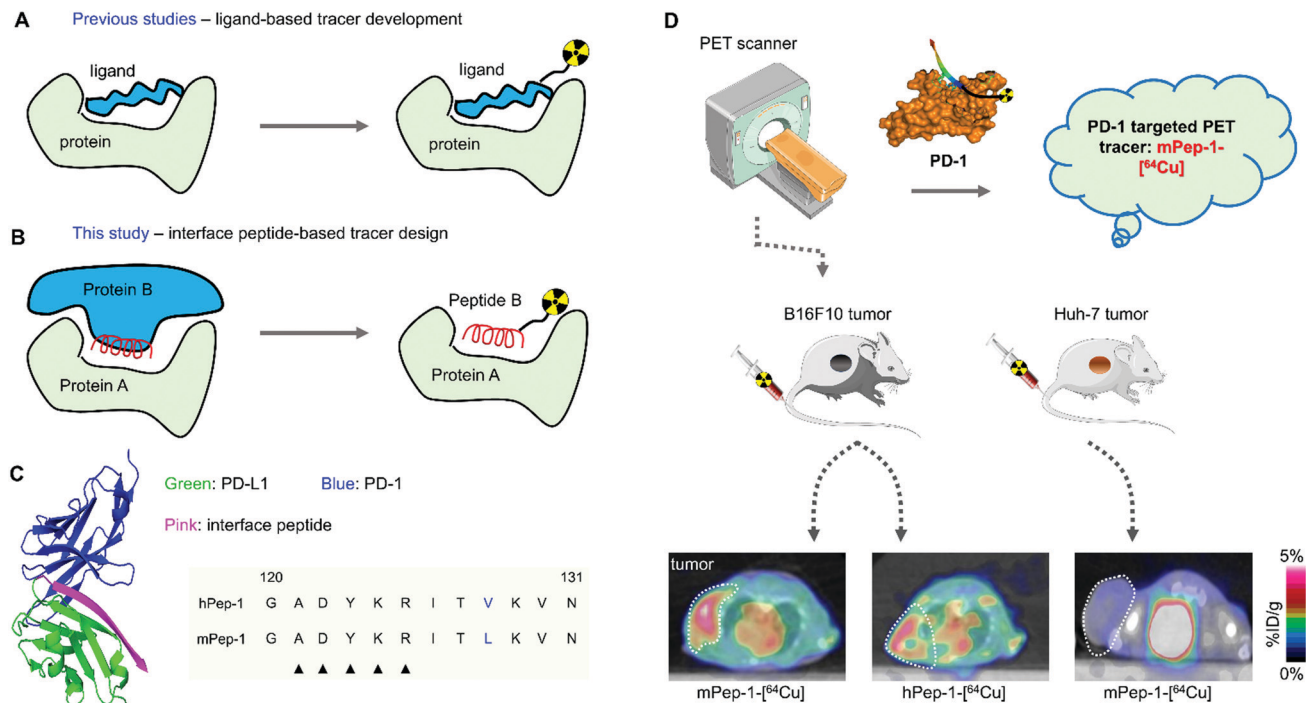 A
Previous studies – ligand-based tracer development
ligand
protein
ligand
protein
B
This study – interface peptide-based tracer design
Protein B
Protein A
Peptide B
Protein A
C
Green: PD-L1
Blue: PD-1
Pink: interface peptide
120 131
hPep-1 G A D Y K R I T V K V N
mPep-1 G A D Y K R I T L K V N
D
PET scanner
PD-1
PD-1 targeted PET
tracer: mPep-1-
[⁶⁴Cu]
B16F10 tumor
Huh-7 tumor
tumor
mPep-1-[⁶⁴Cu]
hPep-1-[⁶⁴Cu]
mPep-1-[⁶⁴Cu]
5%
%ID/g
0%